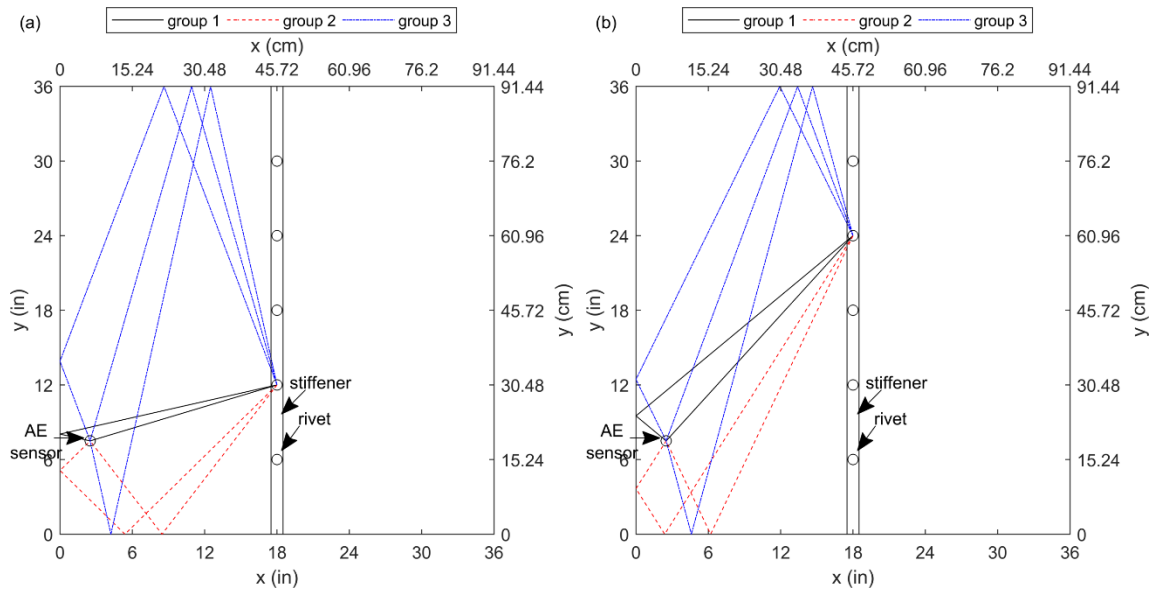 (a)
group 1 group 2 group 3
x (cm)
0 15.24 30.48 45.72 60.96 76.2 91.44
36 91.44
30 76.2
24 60.96
18 45.72
12 30.48
6 15.24
0 0
y (in)
y (cm)
stiffener
rivet
AE
sensor
0 6 12 18 24 30 36
x (in)
(b)
group 1 group 2 group 3
x (cm)
0 15.24 30.48 45.72 60.96 76.2 91.44
36 91.44
30 76.2
24 60.96
18 45.72
12 30.48
6 15.24
0 0
y (in)
y (cm)
stiffener
rivet
AE
sensor
0 6 12 18 24 30 36
x (in)